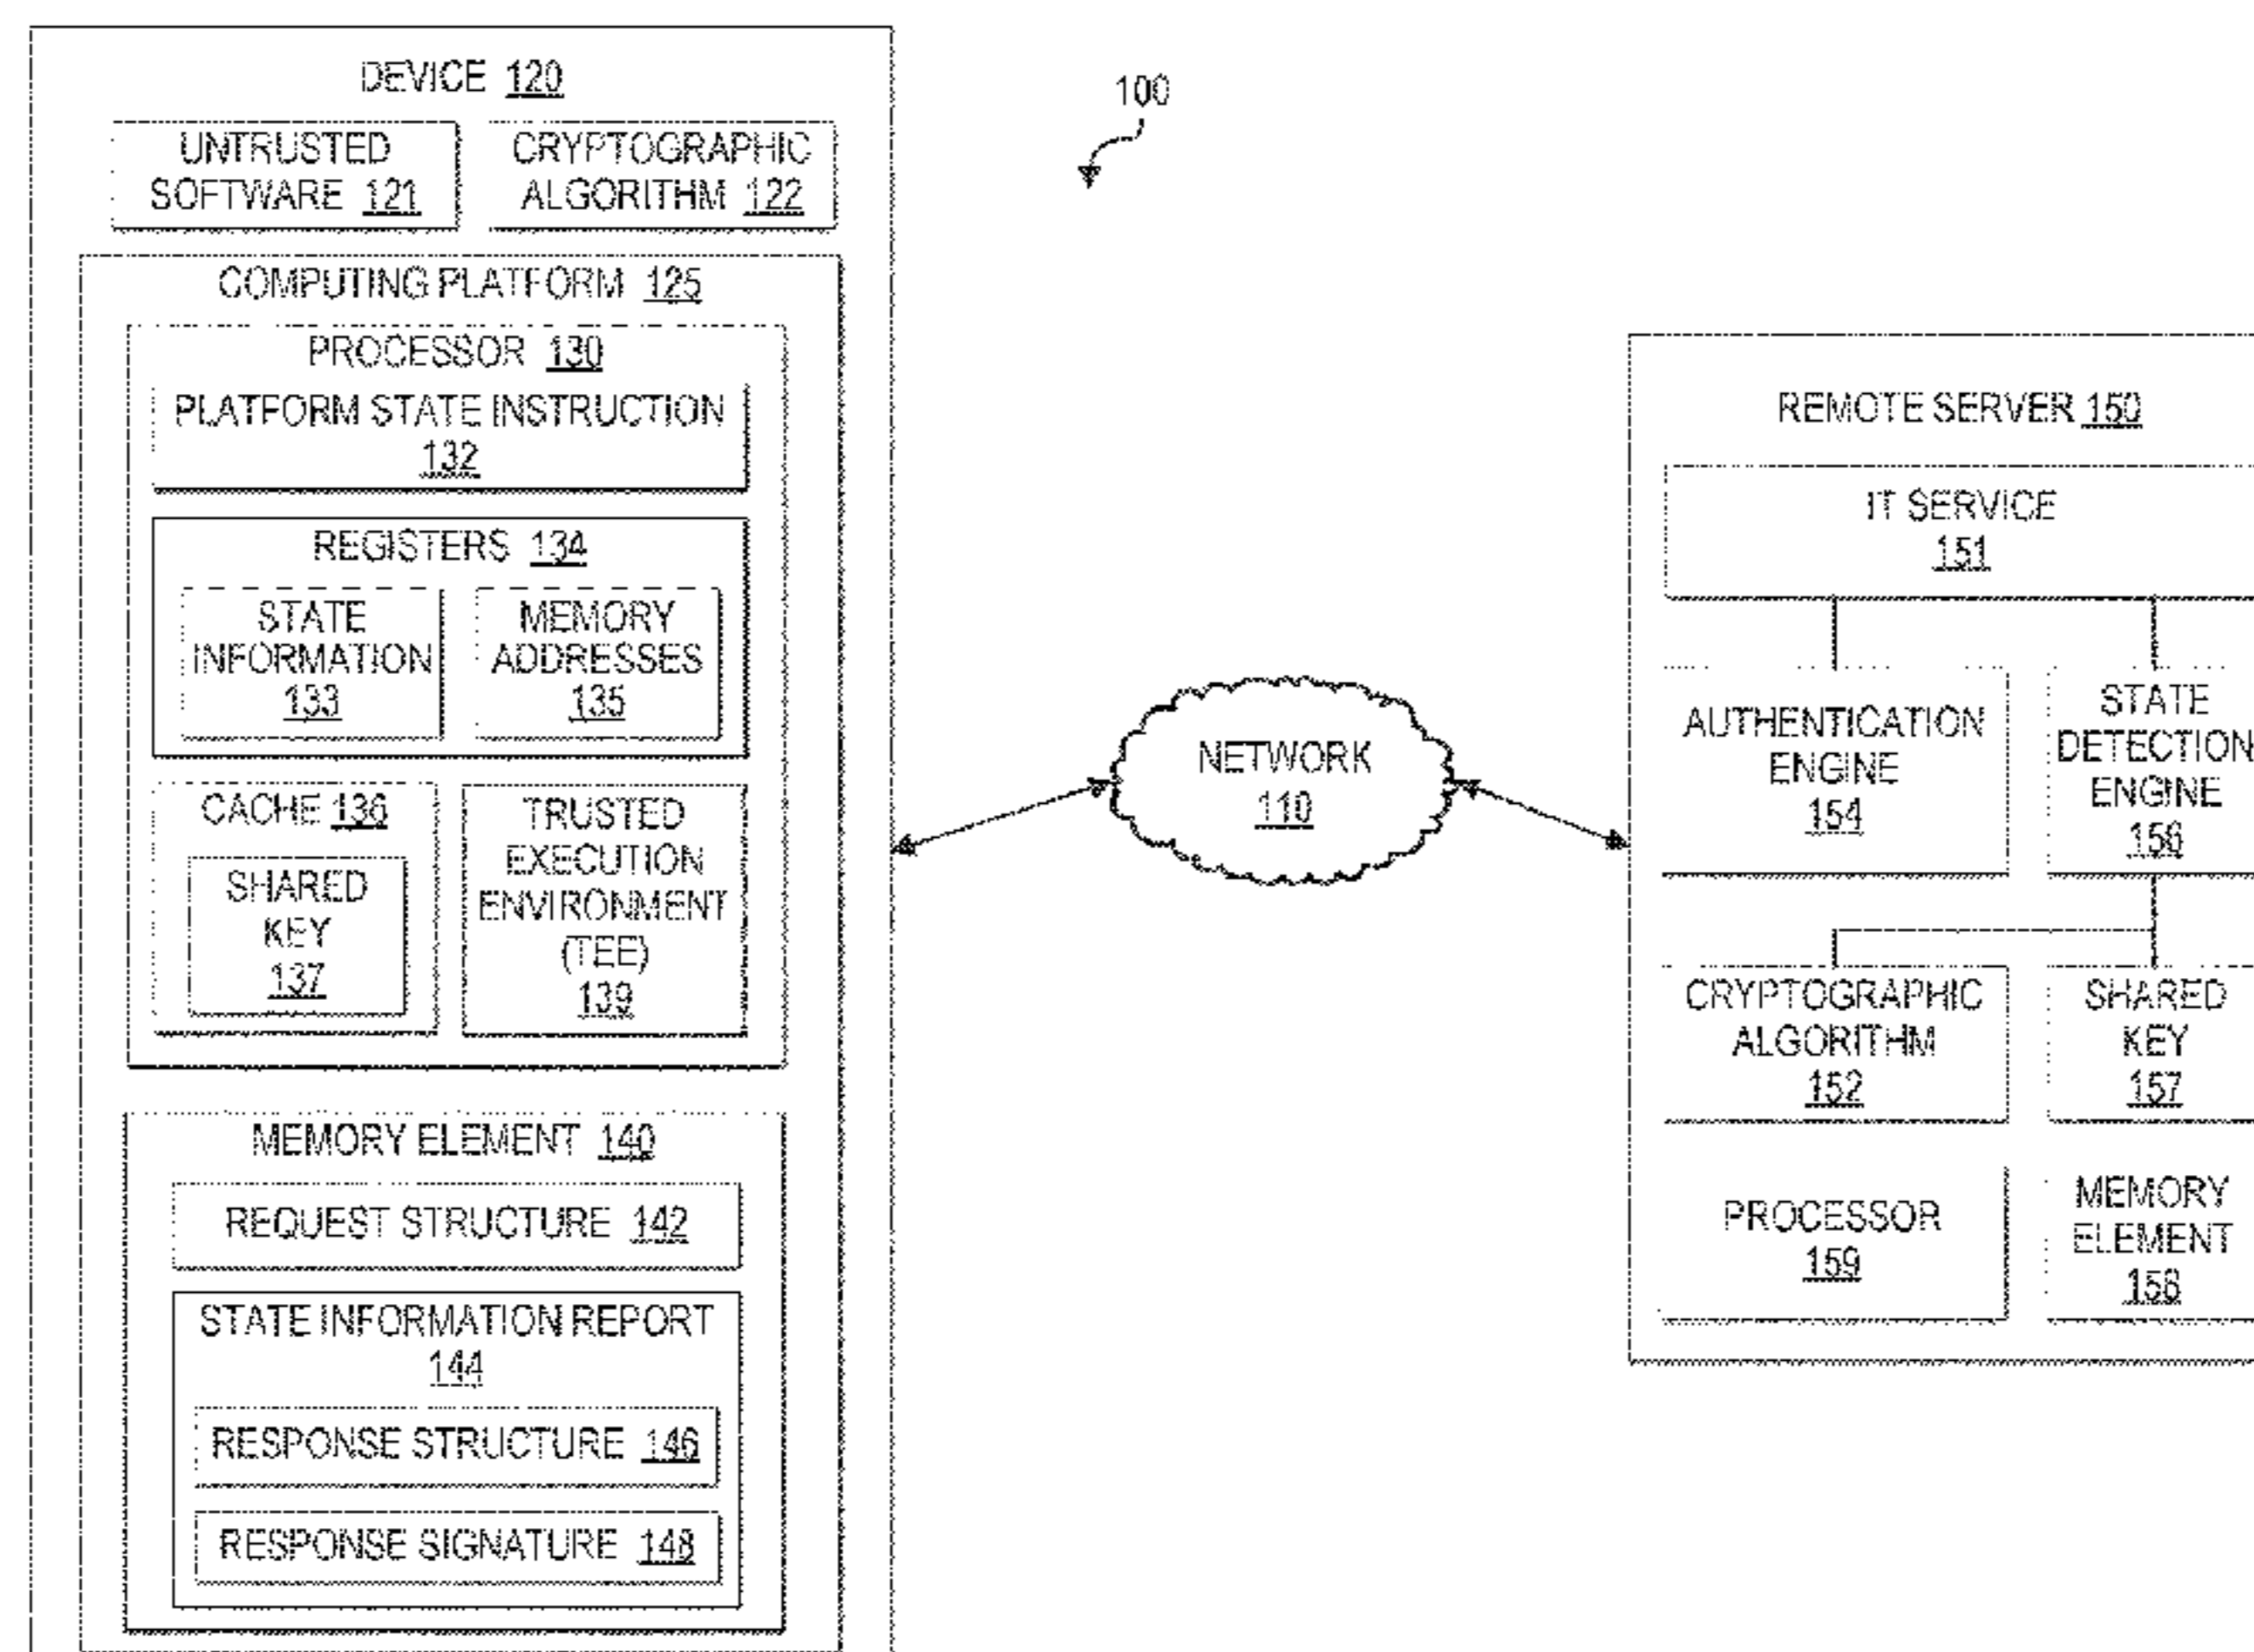 DEVICE 120
UNTRUSTED
SOFTWARE 121
CRYPTOGRAPHIC
ALGORITHM 122
COMPUTING PLATFORM 125
PROCESSOR 130
PLATFORM STATE INSTRUCTION
132
REGISTERS 134
STATE
INFORMATION
133
MEMORY
ADDRESSES
135
CACHE 136
SHARED
KEY
137
TRUSTED
EXECUTION
ENVIRONMENT
(TEE)
139
MEMORY ELEMENT 140
REQUEST STRUCTURE 142
STATE INFORMATION REPORT
144
RESPONSE STRUCTURE 146
RESPONSE SIGNATURE 148
100
NETWORK
110
REMOTE SERVER 150
IT SERVICE
151
AUTHENTICATION
ENGINE
154
STATE
DETECTION
ENGINE
156
CRYPTOGRAPHIC
ALGORITHM
152
SHARED
KEY
157
PROCESSOR
159
MEMORY
ELEMENT
158